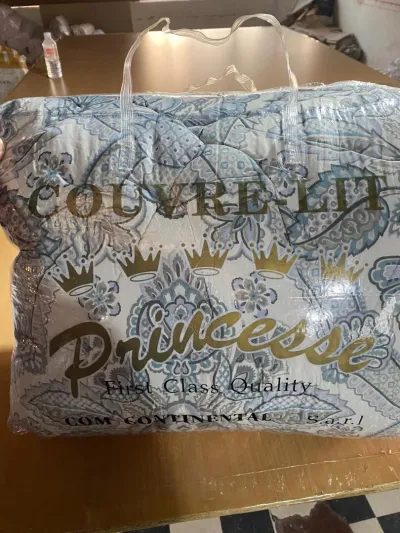 COUVRE-LIT
Princesse
First Class Quality
COM CONTINENTAL S.a.r.l